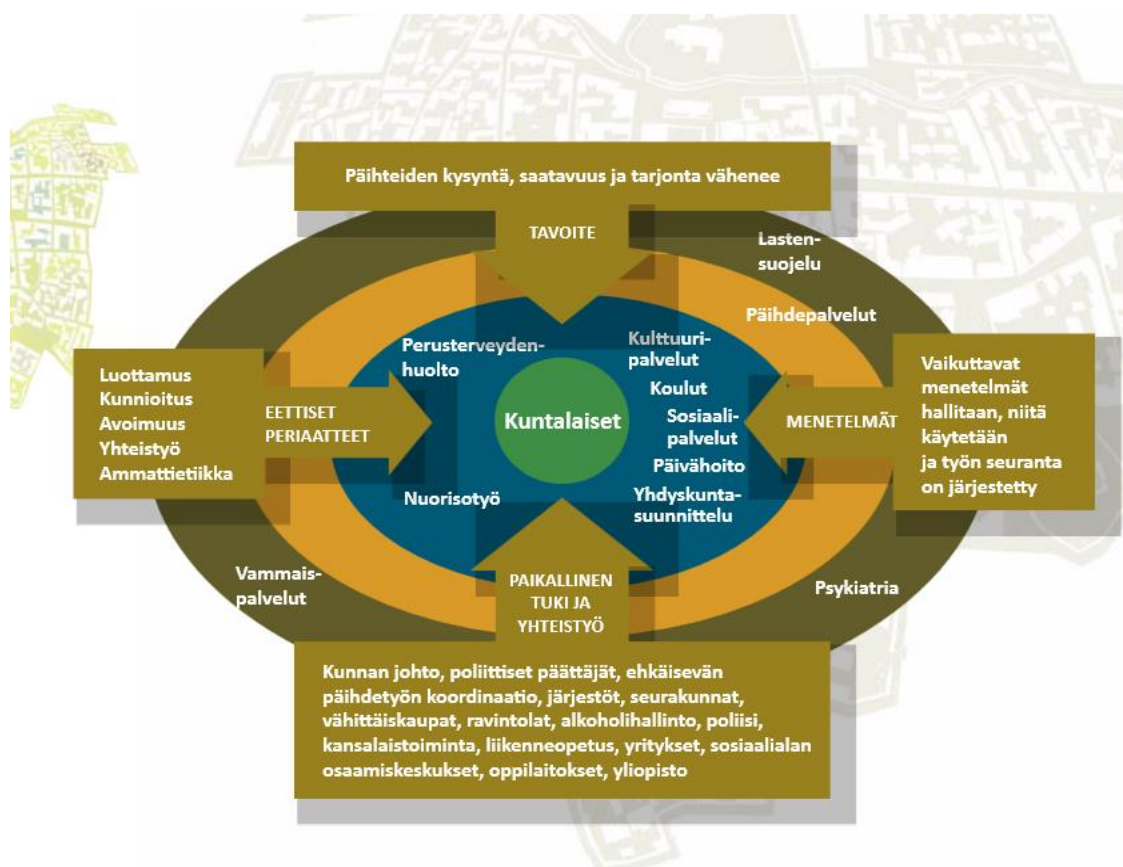 Päihteiden kysyntä, saatavuus ja tarjonta vähenee
TAVOITE
Lasten-
suojelu
Päihdepalvelut
Perusterveyden-
huolto
Kulttuuri-
palvelut
Koulut
Sosiaali-
palvelut
Päivähoito
Yhdyskunta-
suunnittelu
Kuntalaiset
Nuorisotyö
Luottamus
Kunnioitus
Avoimuus
Yhteistyö
Ammattietiikka
EETTISET
PERIAATTEET
MENETELMÄT
Vaikuttavat
menetelmät
hallitaan, niitä
käytetään
ja työn seuranta
on järjestetty
Vammais-
palvelut
Psykiatria
PAIKALLINEN
TUKI JA
YHTEISTYÖ
Kunnan johto, poliittiset päättäjät, ehkäisevän
päihdetyön koordinaatio, järjestöt, seurakunnat,
vähittäiskaupat, ravintolat, alkoholihallinto, poliisi,
kansalaistoiminta, liikenneopetus, yritykset, sosiaalialan
osaamiskeskukset, oppilaitokset, yliopisto